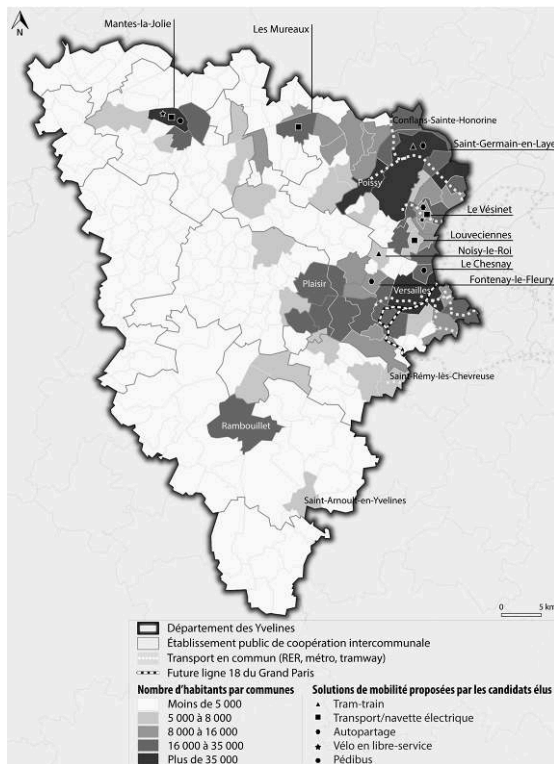 Mantes-la-Jolie
Les Mureaux
N
Conflans-Sainte-Honorine
Saint-Germain-en-Laye
Poissy
Le Vésinet
Louveciennes
Noisy-le-Roi
Le Chesnay
Fontenay-le-Fleury
Plaisir
Versailles
Saint-Rémy-lès-Chevreuse
Rambouillet
Saint-Arnoult-en-Yvelines
0 5 km
Département des Yvelines
Établissement public de coopération intercommunale
Transport en commun (RER, métro, tramway)
Future ligne 18 du Grand Paris
Nombre d'habitants par communes
Moins de 5 000
5 000 à 8 000
8 000 à 16 000
16 000 à 35 000
Plus de 35 000
Solutions de mobilité proposées par les candidats élus
Tram-train
Transport/navette électrique
Autopartage
Vélo en libre-service
Pédibus